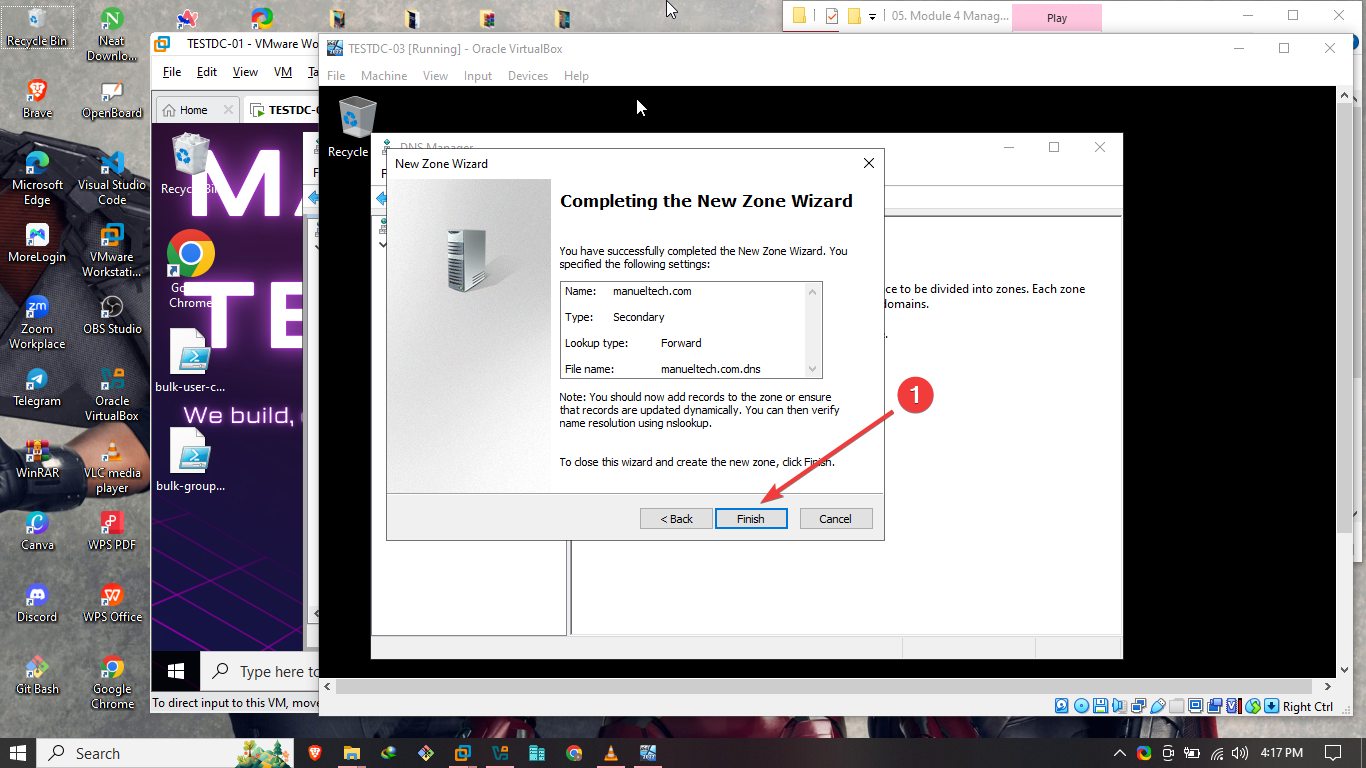 Recycle Bin
Neat
Downlo...
Brave
OpenBoard
Microsoft
Edge
Visual Studio
Code
MoreLogin
VMware
Workstati...
Zoom
Workplace
OBS Studio
Telegram
Oracle
VirtualBox
WinRAR
VLC media
player
Canva
WPS PDF
Discord
WPS Office
Git Bash
Google
Chrome
05. Module 4 Manag...
Play
TESTDC-01 - VMware Wo
File Edit View VM Ta
Home
TESTDC-0
Recycle Bin
MA
Go
Chrome
TE
bulk-user-c...
We build,
bulk-group...
Type here to
To direct input to this VM, move
TESTDC-03 [Running] - Oracle VirtualBox
File Machine View Input Devices Help
Recycle
DNS Manager
F
New Zone Wizard
Completing the New Zone Wizard
You have successfully completed the New Zone Wizard. You
specified the following settings:
Name: manueltech.com
Type: Secondary
Lookup type: Forward
File name: manueltech.com.dns
Note: You should now add records to the zone or ensure
that records are updated dynamically. You can then verify
name resolution using nslookup.
To close this wizard and create the new zone, click Finish.
< Back Finish Cancel
1
ce to be divided into zones. Each zone
domains.
Right Ctrl
Search
4:17 PM